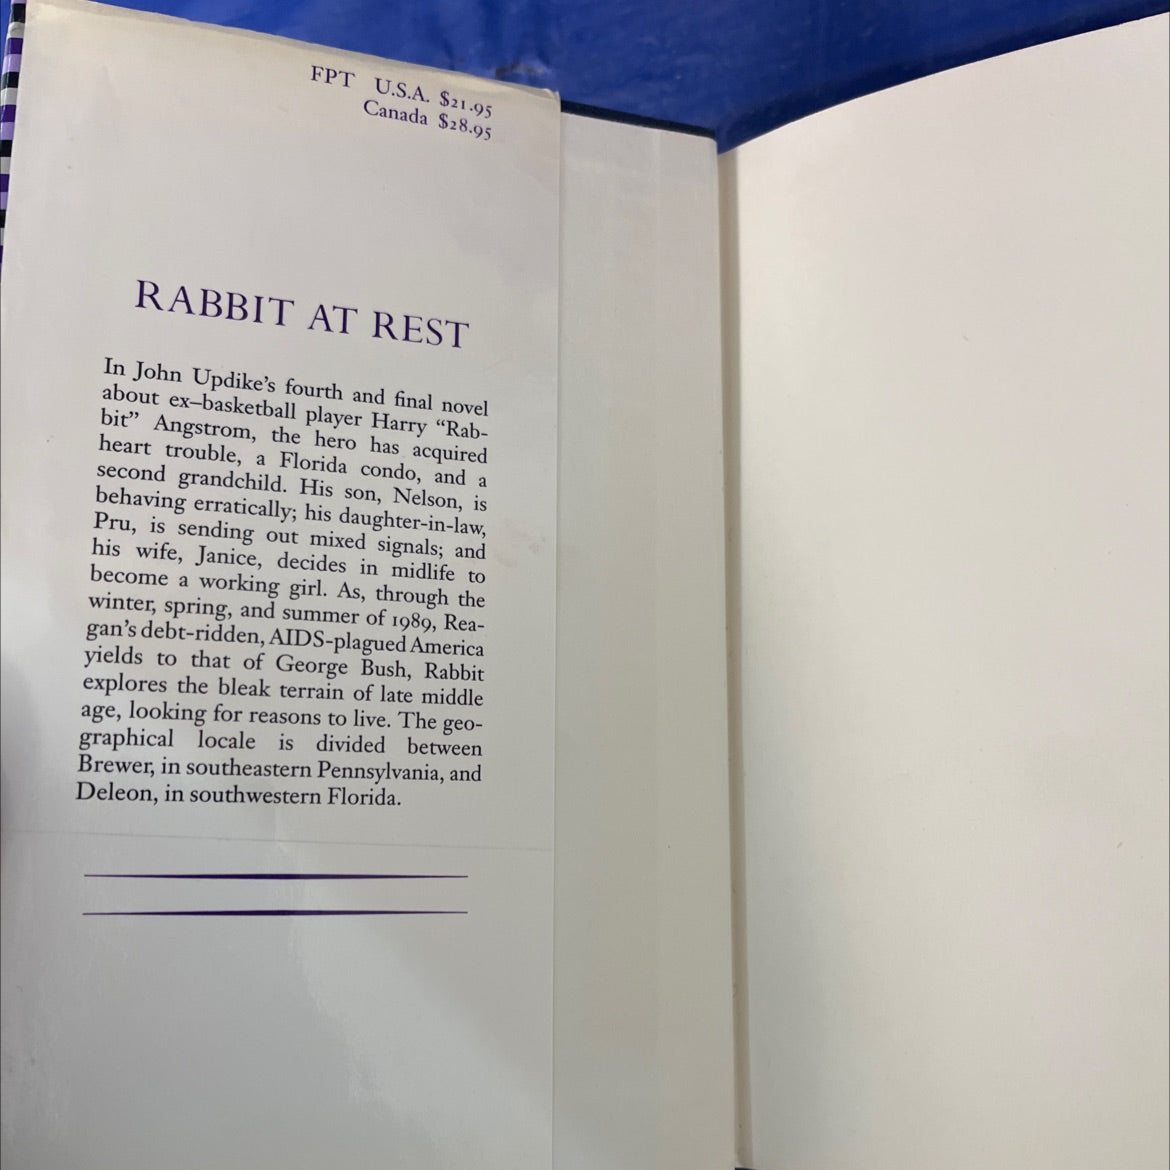 FPT U.S.A. $21.95
Canada $28.95
RABBIT AT REST
In John Updike's fourth and final novel
about ex–basketball player Harry “Rab-
bit” Angstrom, the hero has acquired
heart trouble, a Florida condo, and a
second grandchild. His son, Nelson, is
behaving erratically; his daughter-in-law,
Pru, is sending out mixed signals; and
his wife, Janice, decides in midlife to
become a working girl. As, through the
winter, spring, and summer of 1989, Rea-
gan's debt-ridden, AIDS-plagued America
yields to that of George Bush, Rabbit
explores the bleak terrain of late middle
age, looking for reasons to live. The geo-
graphical locale is divided between
Brewer, in southeastern Pennsylvania, and
Deleon, in southwestern Florida.